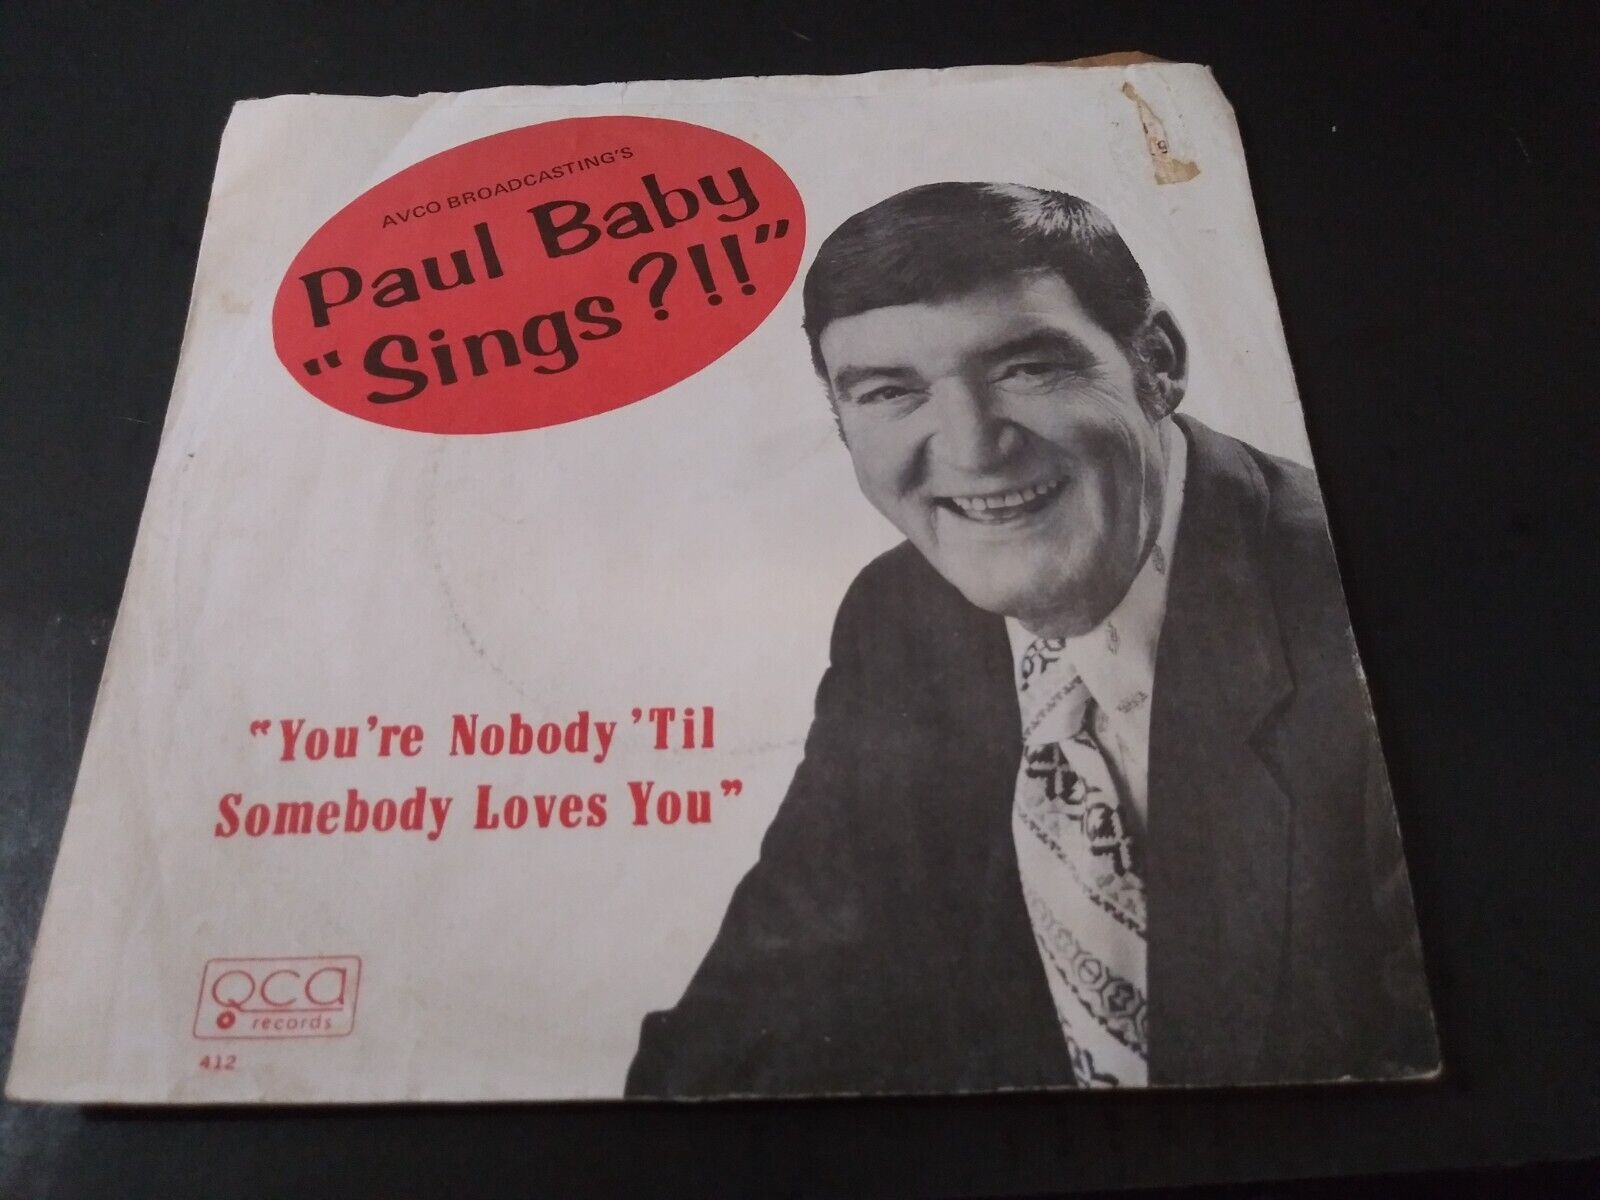 AVCO BROADCASTING'S
Paul Baby
"Sings?!!"
"You're Nobody 'Til
Somebody Loves You"
QCA
records
412